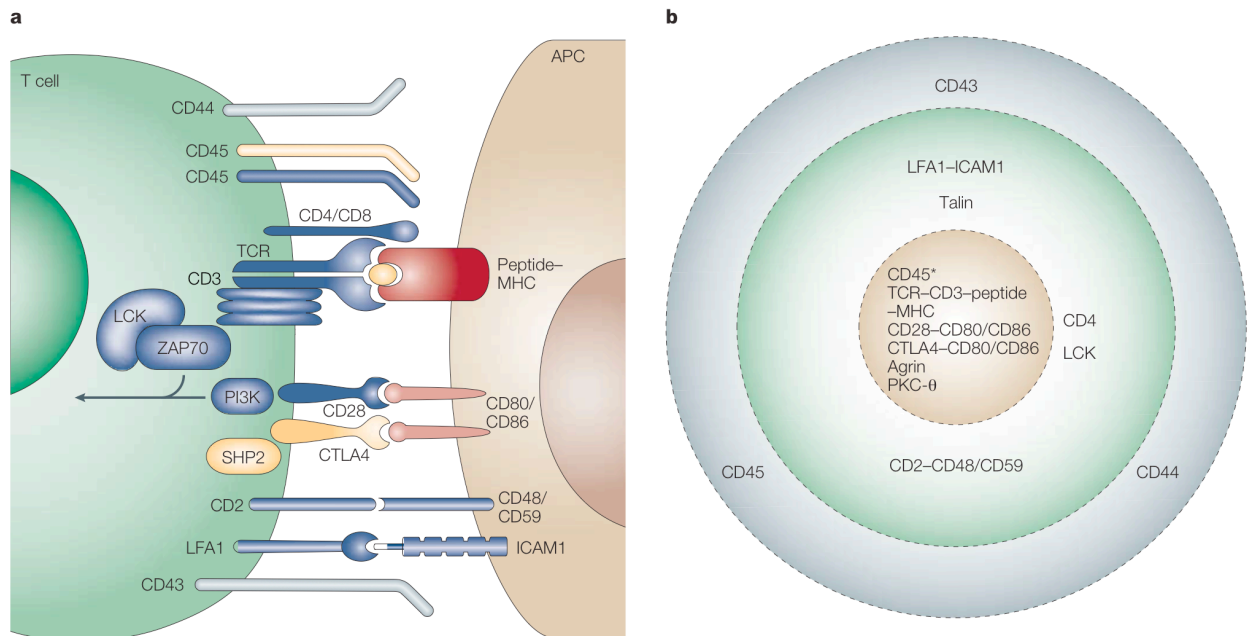 a
T cell
APC
CD44
CD45
CD45
CD4/CD8
TCR
CD3
Peptide–
MHC
LCK
ZAP70
PI3K
CD28
CD80/
CD86
SHP2
CTLA4
CD2
CD48/
CD59
LFA1
ICAM1
CD43
b
CD43
LFA1–ICAM1
Talin
CD45*
TCR–CD3–peptide
–MHC
CD28–CD80/CD86
CTLA4–CD80/CD86
Agrin
PKC-θ
CD4
LCK
CD2–CD48/CD59
CD45
CD44